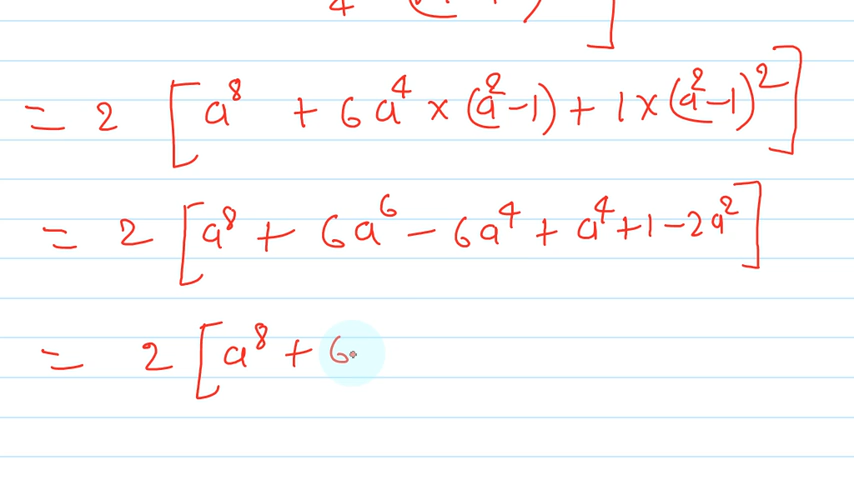 = 2 [a⁸ + 6a⁴ × (a²-1) + 1 × (a²-1)²]
= 2 [a⁸ + 6a⁶ - 6a⁴ + a⁴ + 1 - 2a²]
= 2 [a⁸ + 6